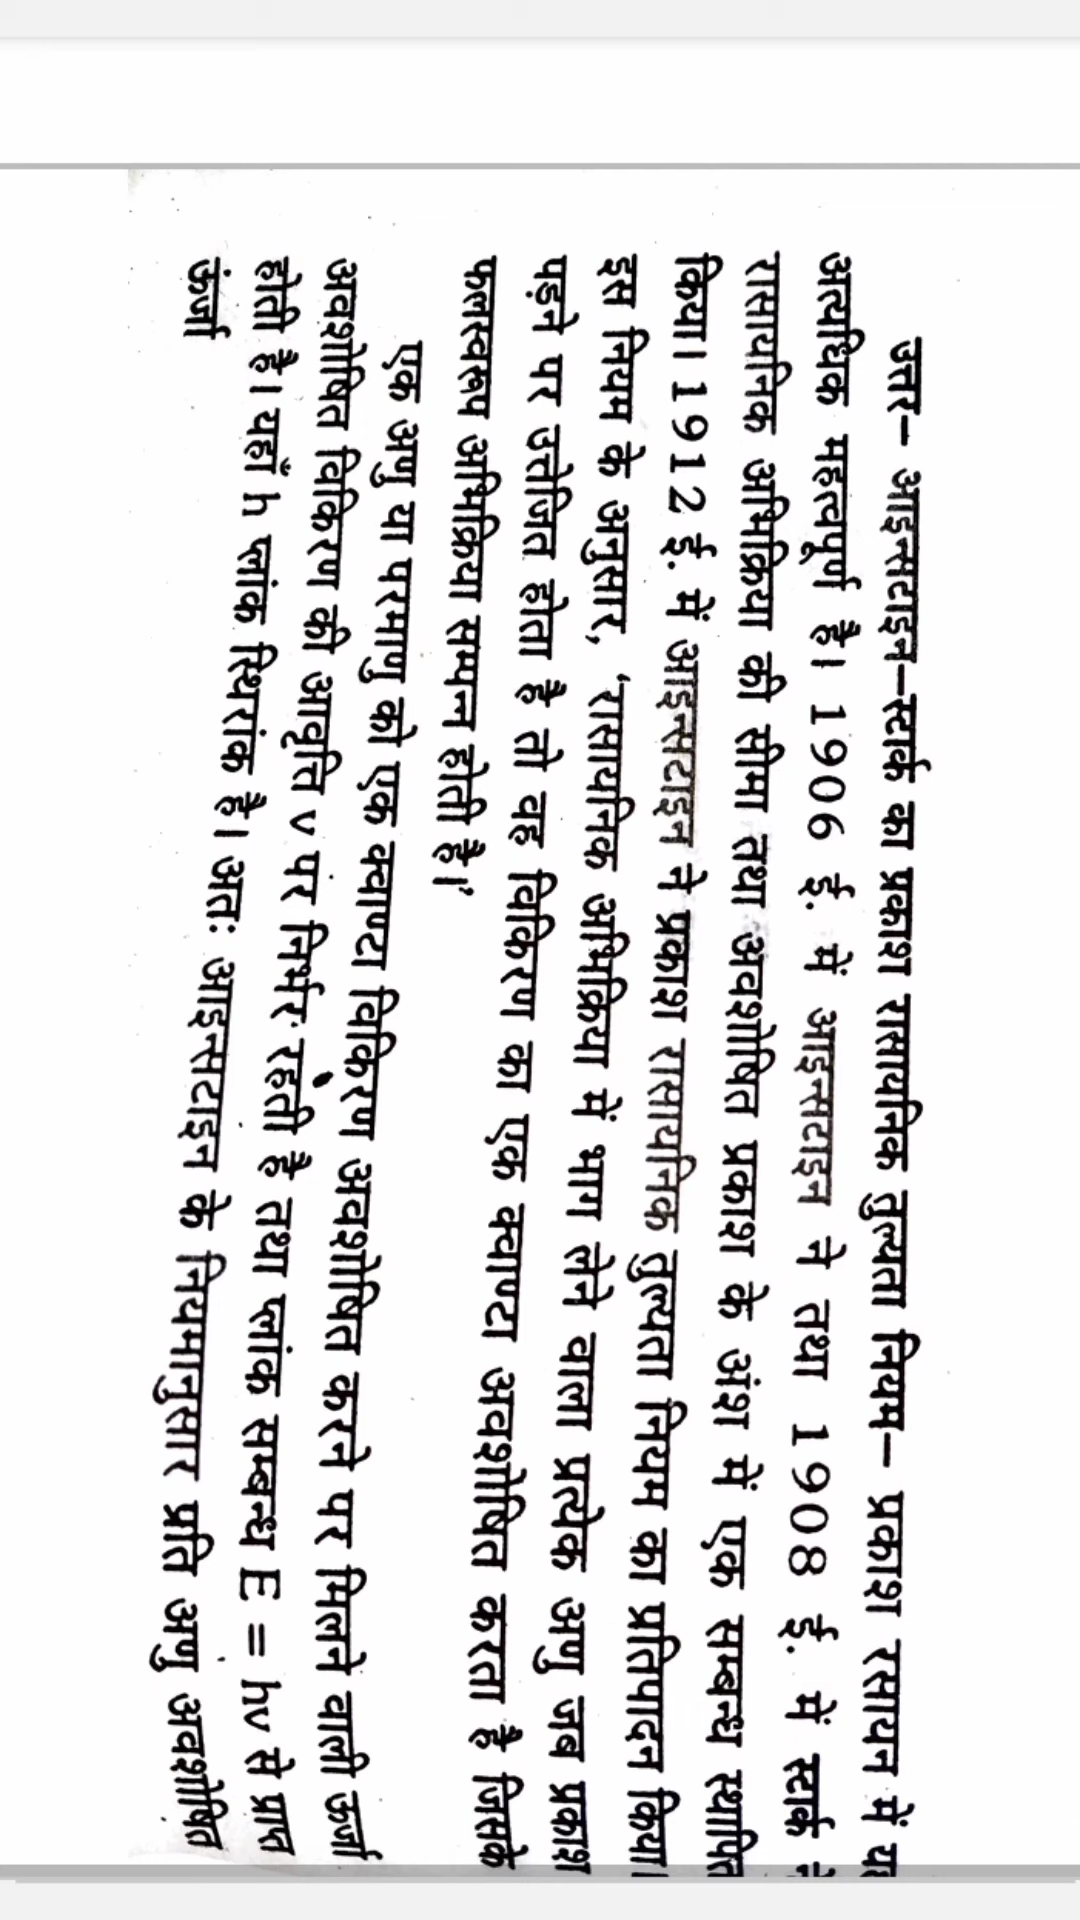 उत्तर– आइन्सटाइन–स्टार्क का प्रकाश रासायनिक तुल्यता नियम– प्रकाश रसायन में
अत्यधिक महत्त्वपूर्ण है। 1906 ई. में आइन्सटाइन ने तथा 1908 ई. में स्टार्क
रासायनिक अभिक्रिया की सीमा तथा अवशोषित प्रकाश के अंश में एक सम्बन्ध स्थापित
किया। 1912 ई. में आइन्सटाइन ने प्रकाश रासायनिक तुल्यता नियम का प्रतिपादन किया।
इस नियम के अनुसार, ‘रासायनिक अभिक्रिया में भाग लेने वाला प्रत्येक अणु जब प्रकाश
पड़ने पर उत्तेजित होता है तो वह विकिरण का एक क्वाण्टा अवशोषित करता है जिसके
फलस्वरूप अभिक्रिया सम्पन्न होती है।’
एक अणु या परमाणु को एक क्वाण्टा विकिरण अवशोषित करने पर मिलने वाली ऊर्जा
अवशोषित विकिरण की आवृत्ति ν पर निर्भर रहती है तथा प्लांक सम्बन्ध E = hν से प्राप्त
होती है। यहाँ h प्लांक स्थिरांक है। अतः आइन्सटाइन के नियमानुसार प्रति अणु अवशोषित
ऊर्जा